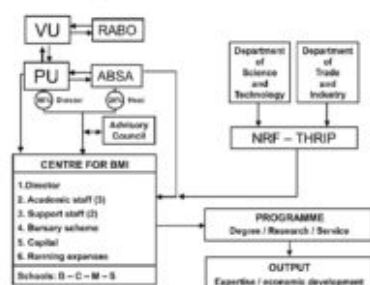 VU
RABO
PU
ABSA
Director
Advisory
Council
Department
of
Science
and
Technology
Department
of
Trade
and
Industry
NRF – THRIP
CENTRE FOR BMI
1.Director
2. Academic staff (3)
3. Support staff (2)
4. Bursary scheme
5. Capital
6. Running expenses
Schools: B – C – M – S
PROGRAMME
Degree / Research / Service
OUTPUT
Expertise / economic development